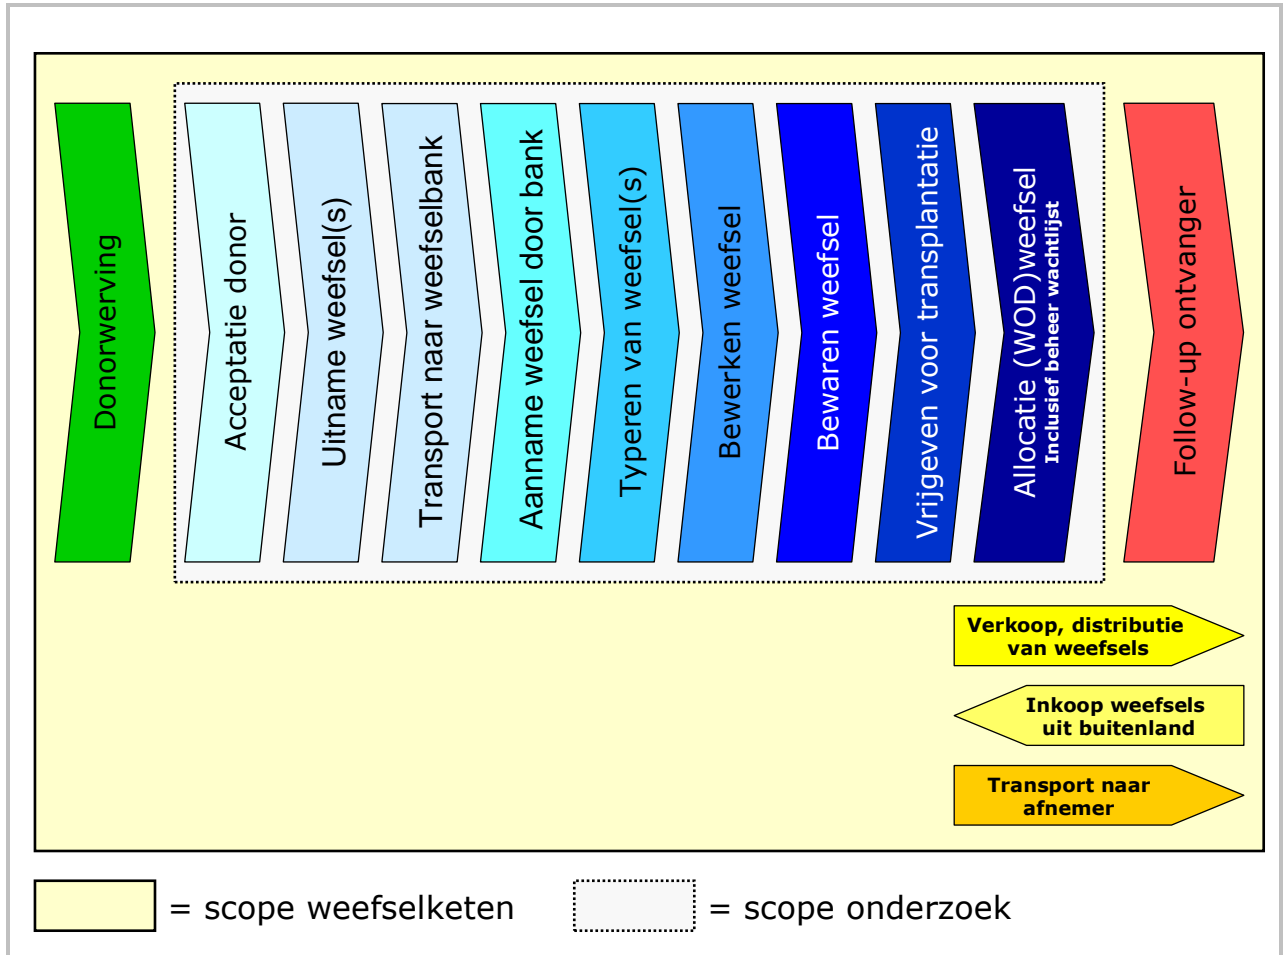 Donorwerving
Acceptatie donor
Uitname weefsel(s)
Transport naar weefselbank
Aanname weefsel door bank
Typeren van weefsel(s)
Bewerken weefsel
Bewaren weefsel
Vrijgeven voor transplantatie
Allocatie (WOD)weefsel
Inclusief beheer wachtlijst
Follow-up ontvanger
Verkoop, distributie
van weefsels
Inkoop weefsels
uit buitenland
Transport naar
afnemer
= scope weefselketen
= scope onderzoek